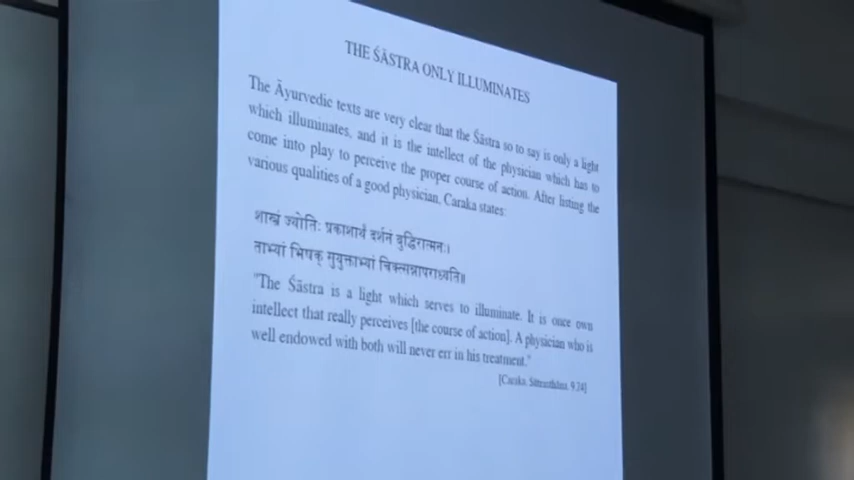 THE ŚĀSTRA ONLY ILLUMINATES
The Āyurvedic texts are very clear that the Śāstra so to say is only a light
which illuminates, and it is the intellect of the physician which has to
come into play to perceive the proper course of action. After listing the
various qualities of a good physician, Caraka states:
शास्त्रं ज्योतिः प्रकाशार्थं दर्शनं बुद्धिरात्मनः।
ताभ्यां भिषक् सुयुक्ताभ्यां चिकित्सन्नापराध्यति॥
"The Śāstra is a light which serves to illuminate. It is once own
intellect that really perceives [the course of action]. A physician who is
well endowed with both will never err in his treatment."
[Caraka. Sūtrasthāna. 9.24]